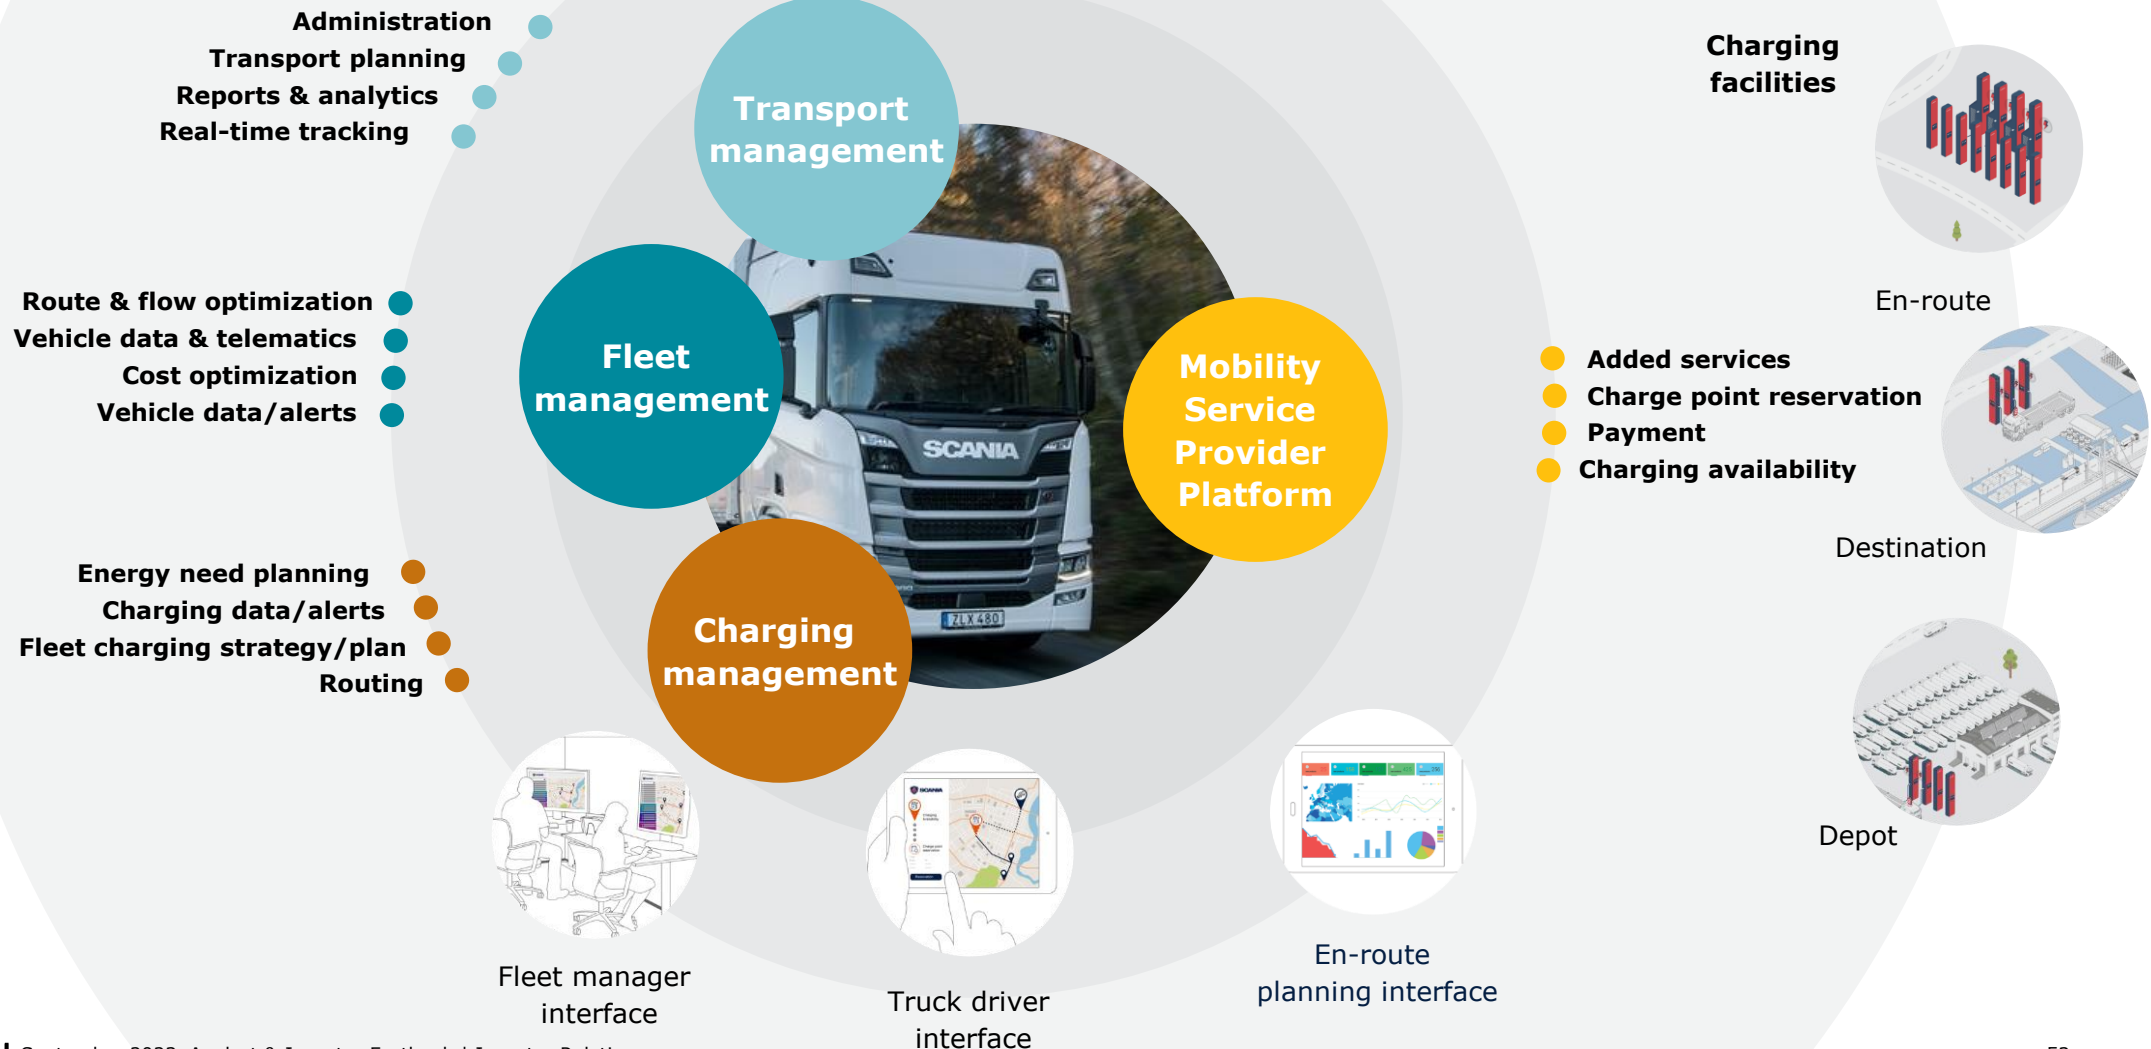 Administration
Transport planning
Reports & analytics
Real-time tracking
Transport
management
Charging
facilities
En-route
Route & flow optimization
Vehicle data & telematics
Cost optimization
Vehicle data/alerts
Fleet
management
SCANIA
ZLX 480
Mobility
Service
Provider
Platform
Added services
Charge point reservation
Payment
Charging availability
Destination
Energy need planning
Charging data/alerts
Fleet charging strategy/plan
Routing
Charging
management
Depot
SCANIA
Fleet manager
interface
Truck driver
interface
En-route
planning interface